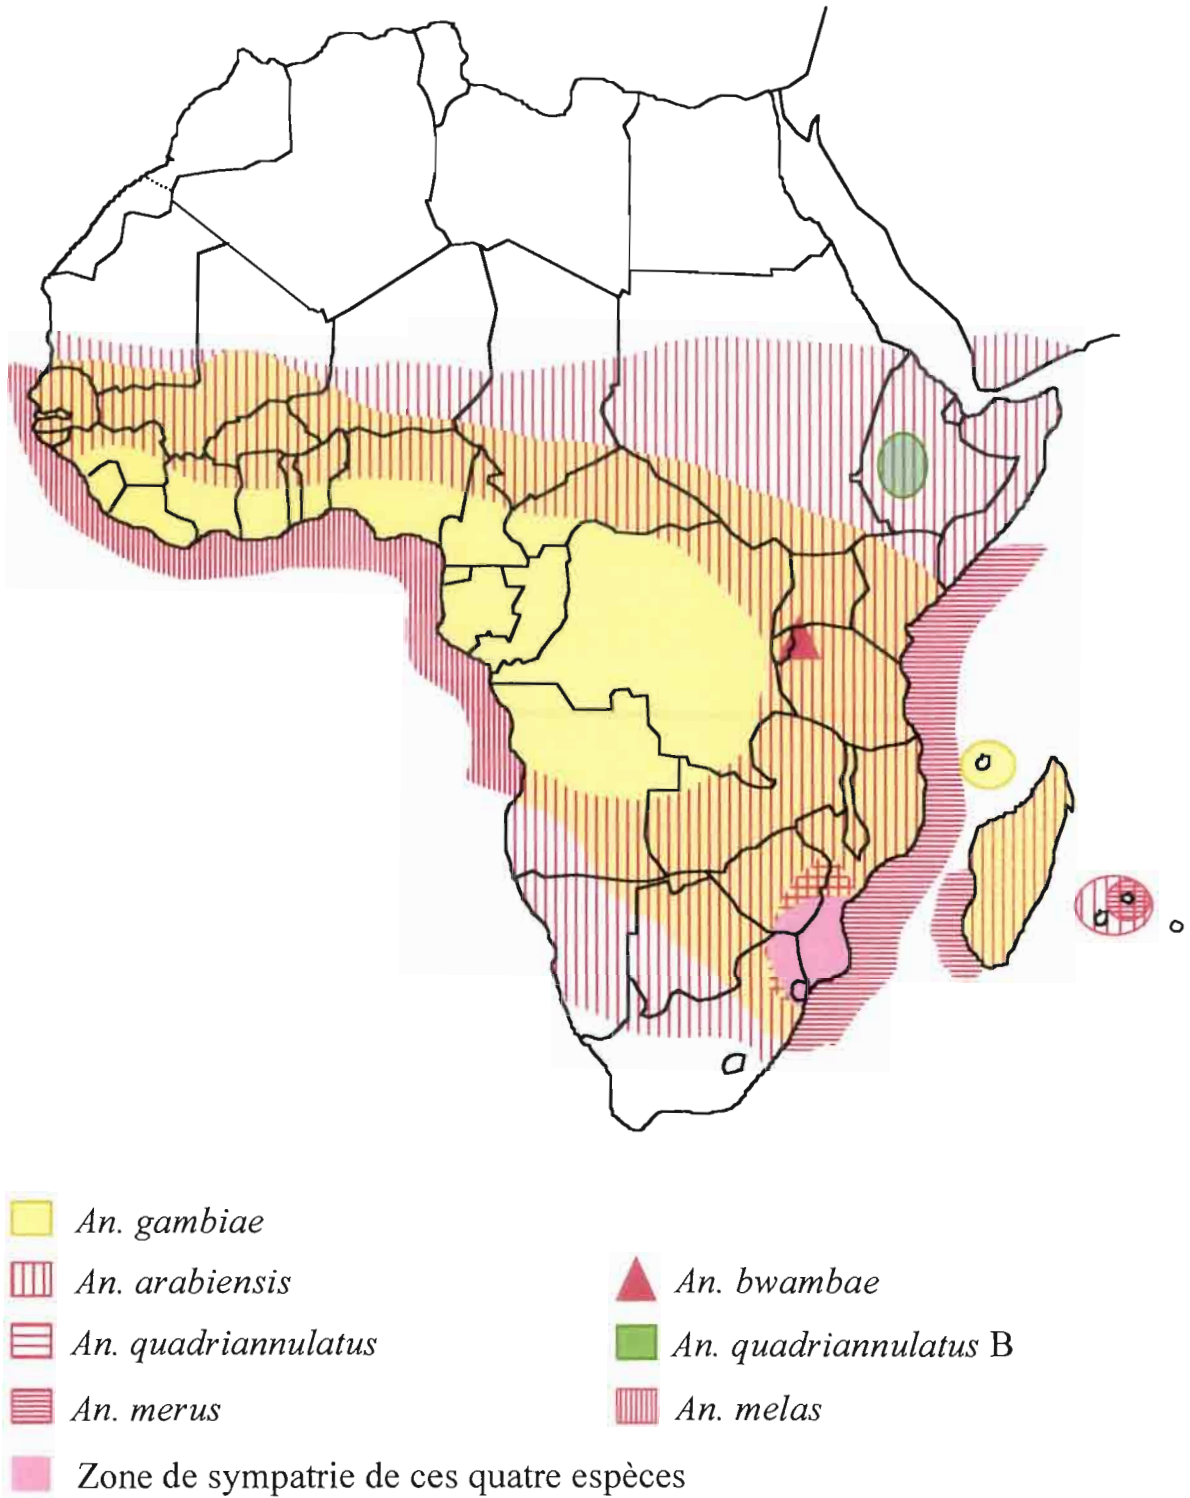 An. gambiae
An. arabiensis
An. quadriannulatus
An. merus
An. bwambae
An. quadriannulatus B
An. melas
Zone de sympatrie de ces quatre espèces